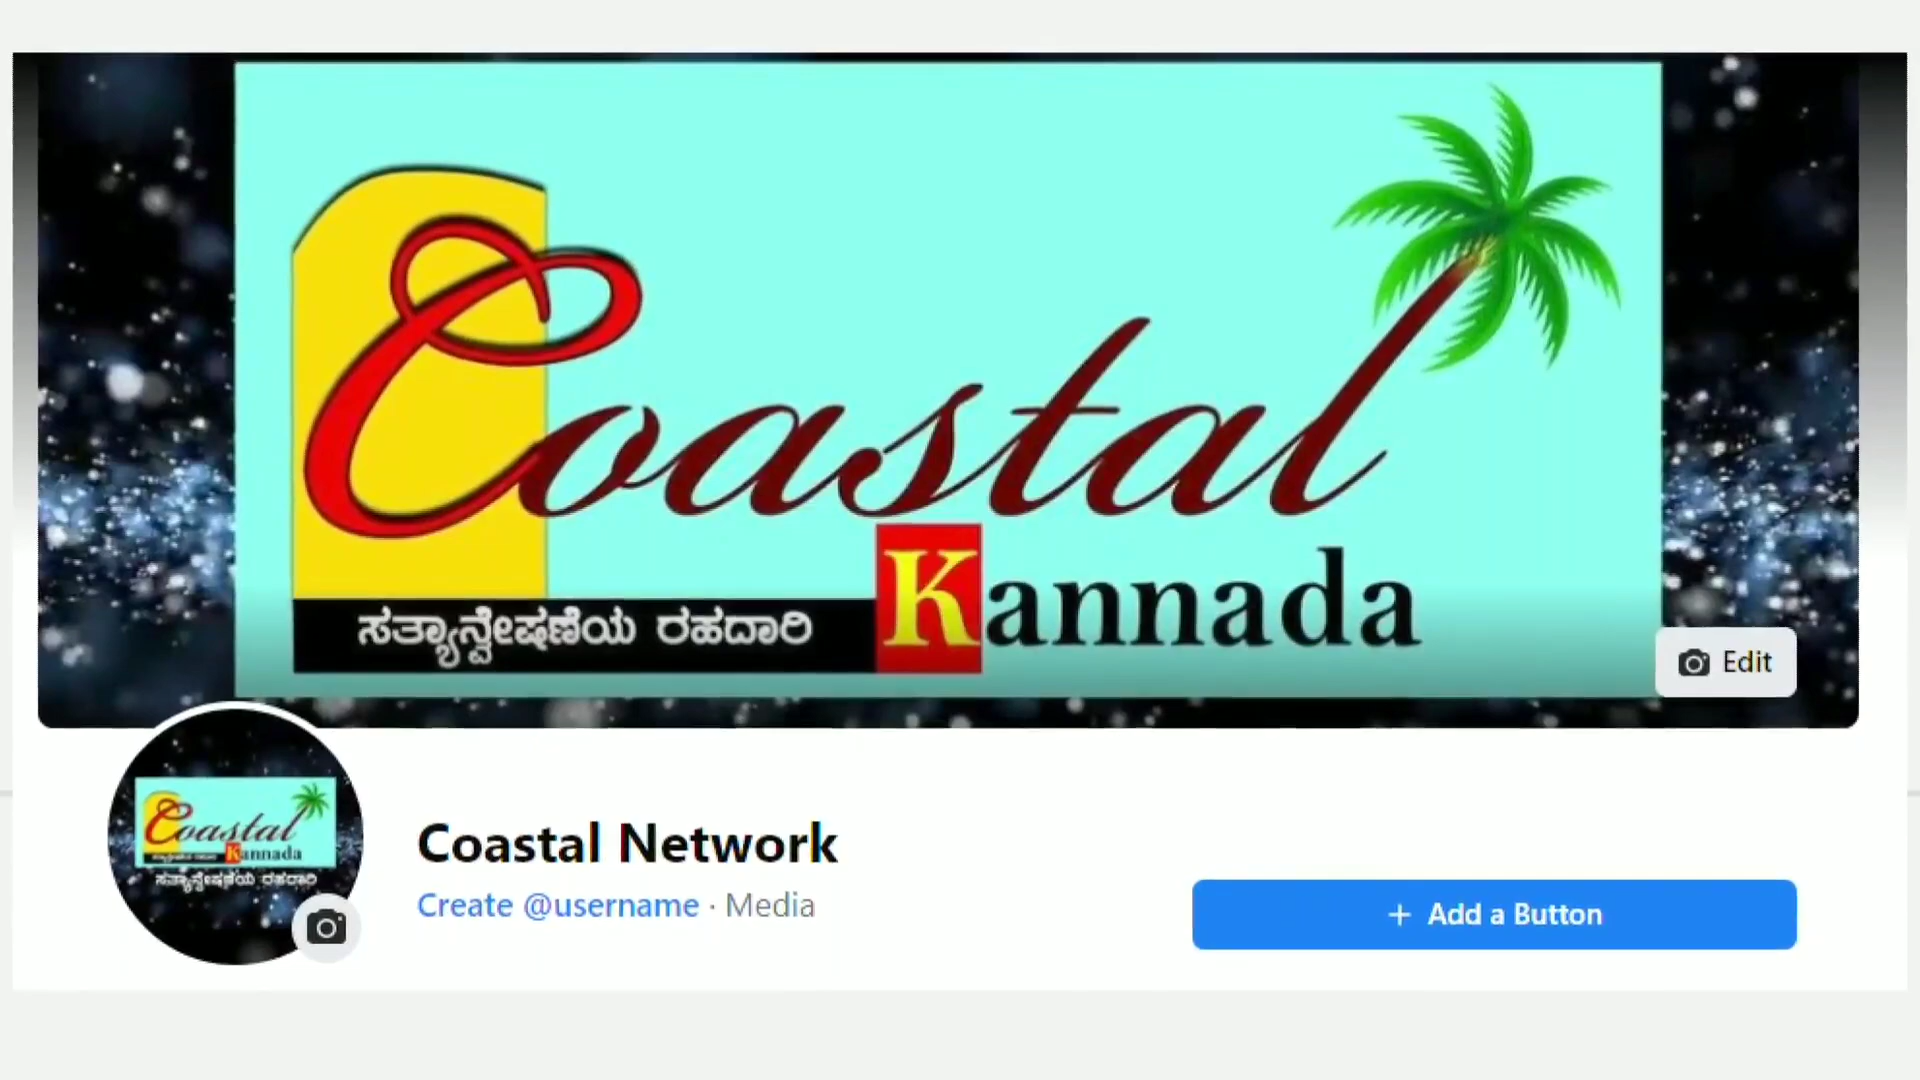 Coastal
ಸತ್ಯಾನ್ವೇಷಣೆಯ ರಹದಾರಿ Kannada
Edit
Coastal
Kannada
ಸತ್ಯಾನ್ವೇಷಣೆಯ ರಹದಾರಿ
Coastal Network
Create @username · Media
+ Add a Button